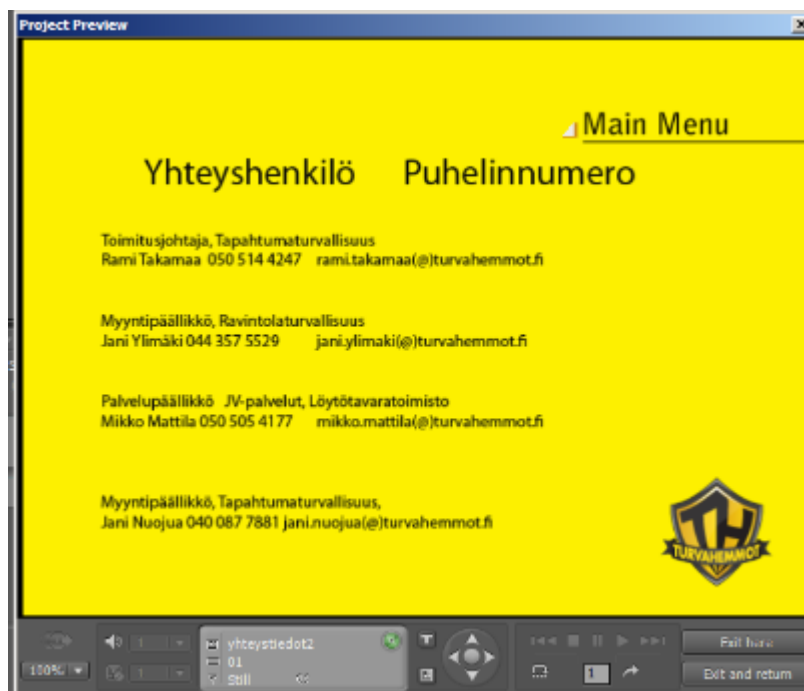 Project Preview
Main Menu
Yhteyshenkilö Puhelinnumero
Toimitusjohtaja, Tapahtumaturvallisuus
Rami Takamaa 050 514 4247 rami.takamaa(@)turvahemmot.fi
Myyntipäällikkö, Ravintolaturvallisuus
Jani Ylimäki 044 357 5529 jani.ylimaki(@)turvahemmot.fi
Palvelupäällikkö JV-palvelut, Löytötavaratoimisto
Mikko Mattila 050 505 4177 mikko.mattila(@)turvahemmot.fi
Myyntipäällikkö, Tapahtumaturvallisuus,
Jani Nuojua 040 087 7881 jani.nuojua(@)turvahemmot.fi
TH
TURVAHEMMOT
1
yhteystiedot2
Exit here
01
100%
1
Still
1
Exit and return